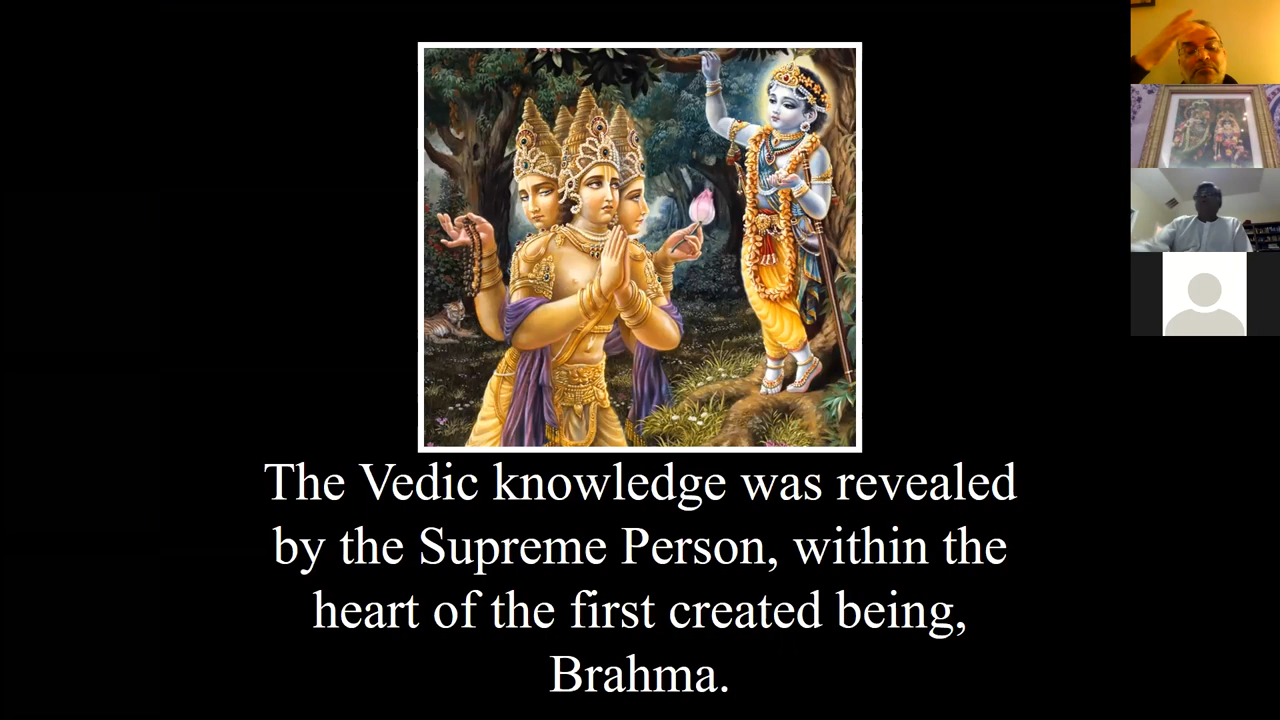 The Vedic knowledge was revealed
by the Supreme Person, within the
heart of the first created being,
Brahma.